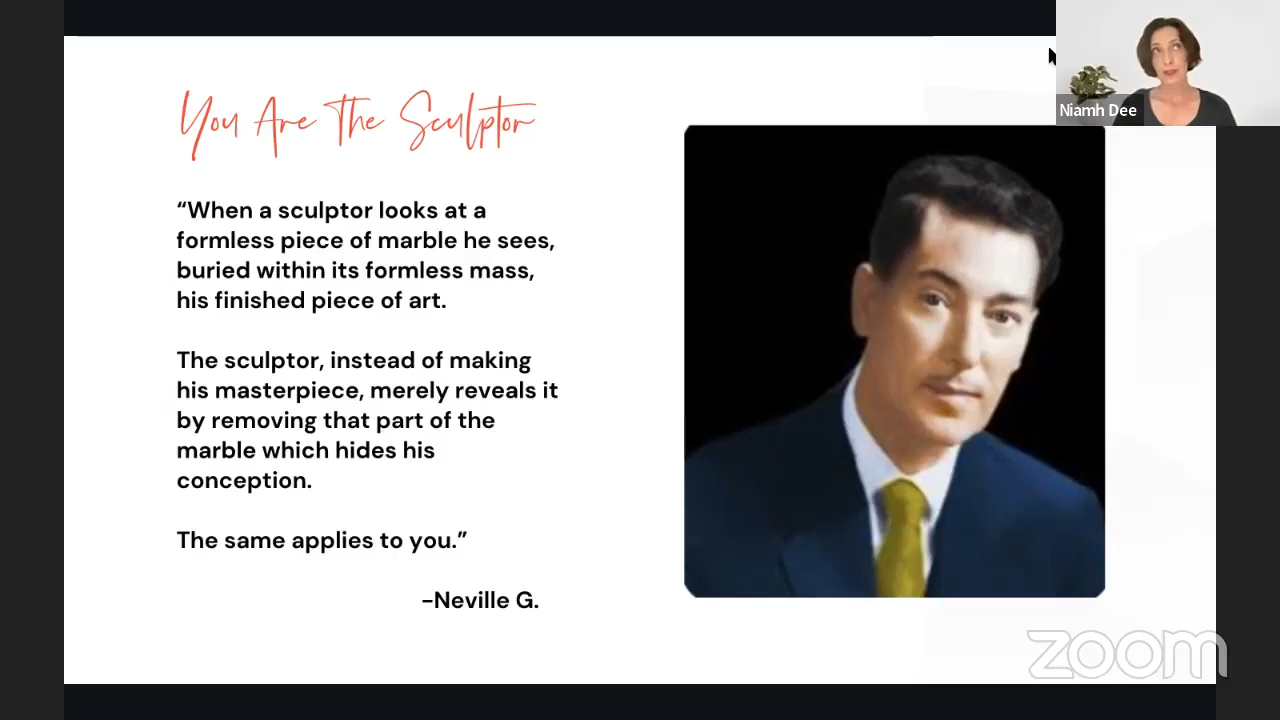 You Are The Sculptor
“When a sculptor looks at a
formless piece of marble he sees,
buried within its formless mass,
his finished piece of art.
The sculptor, instead of making
his masterpiece, merely reveals it
by removing that part of the
marble which hides his
conception.
The same applies to you.”
-Neville G.
Niamh Dee
zoom